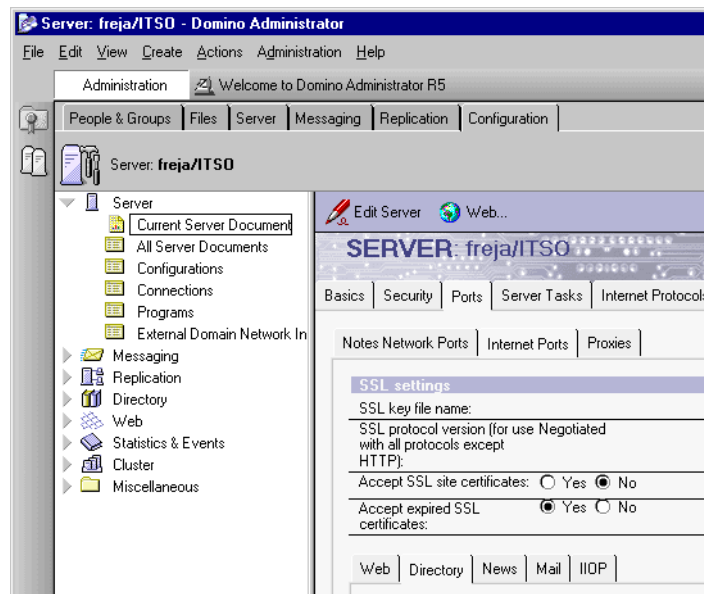 Server: freja/ITSO - Domino Administrator
File Edit View Create Actions Administration Help
Administration Welcome to Domino Administrator R5
People & Groups Files Server Messaging Replication Configuration
Server: freja/ITSO
Server
Current Server Document
All Server Documents
Configurations
Connections
Programs
External Domain Network In
Messaging
Replication
Directory
Web
Statistics & Events
Cluster
Miscellaneous
Edit Server Web...
SERVER: freja/ITSO
Basics Security Ports Server Tasks Internet Protocols
Notes Network Ports Internet Ports Proxies
SSL settings
SSL key file name:
SSL protocol version (for use Negotiated
with all protocols except
HTTP):
Accept SSL site certificates: Yes No
Accept expired SSL Yes No
certificates:
Web Directory News Mail IIOP